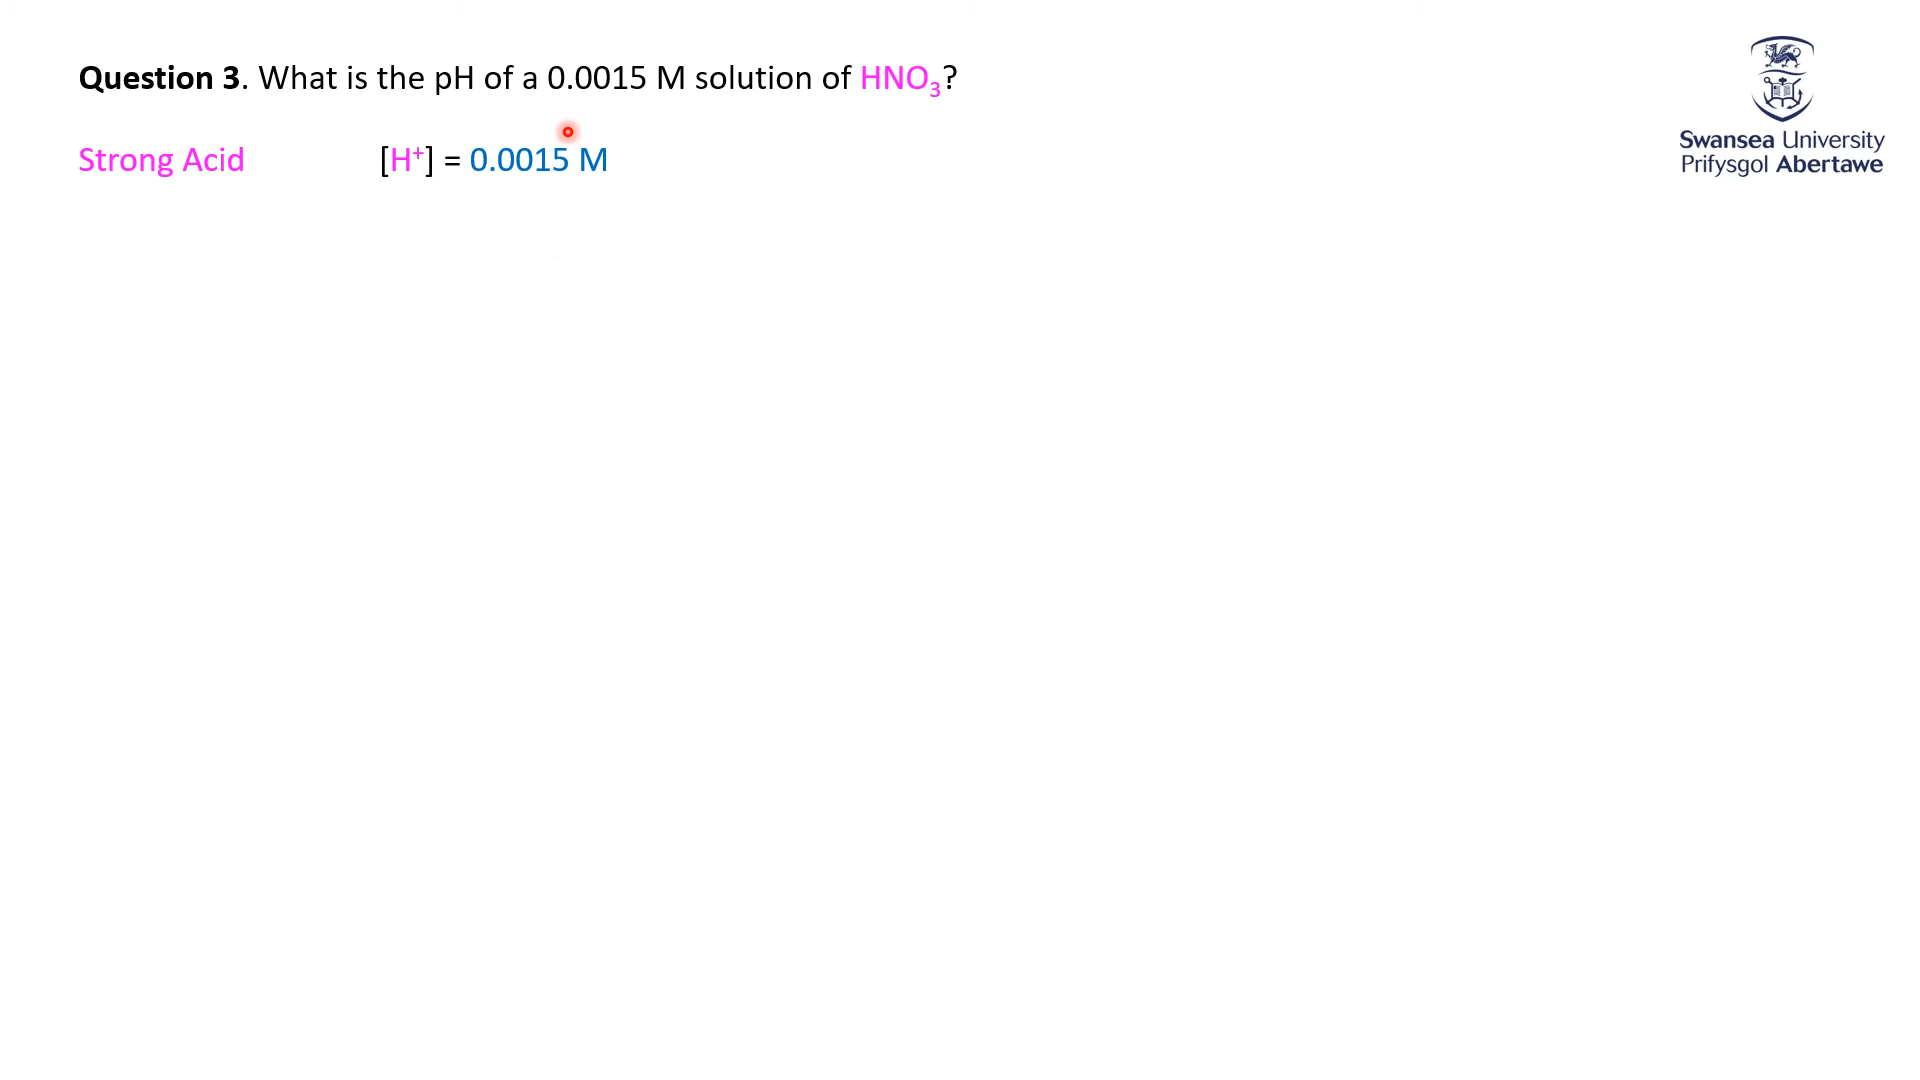 Question 3. What is the pH of a 0.0015 M solution of HNO₃?
Strong Acid [H⁺] = 0.0015 M
Swansea University
Prifysgol Abertawe